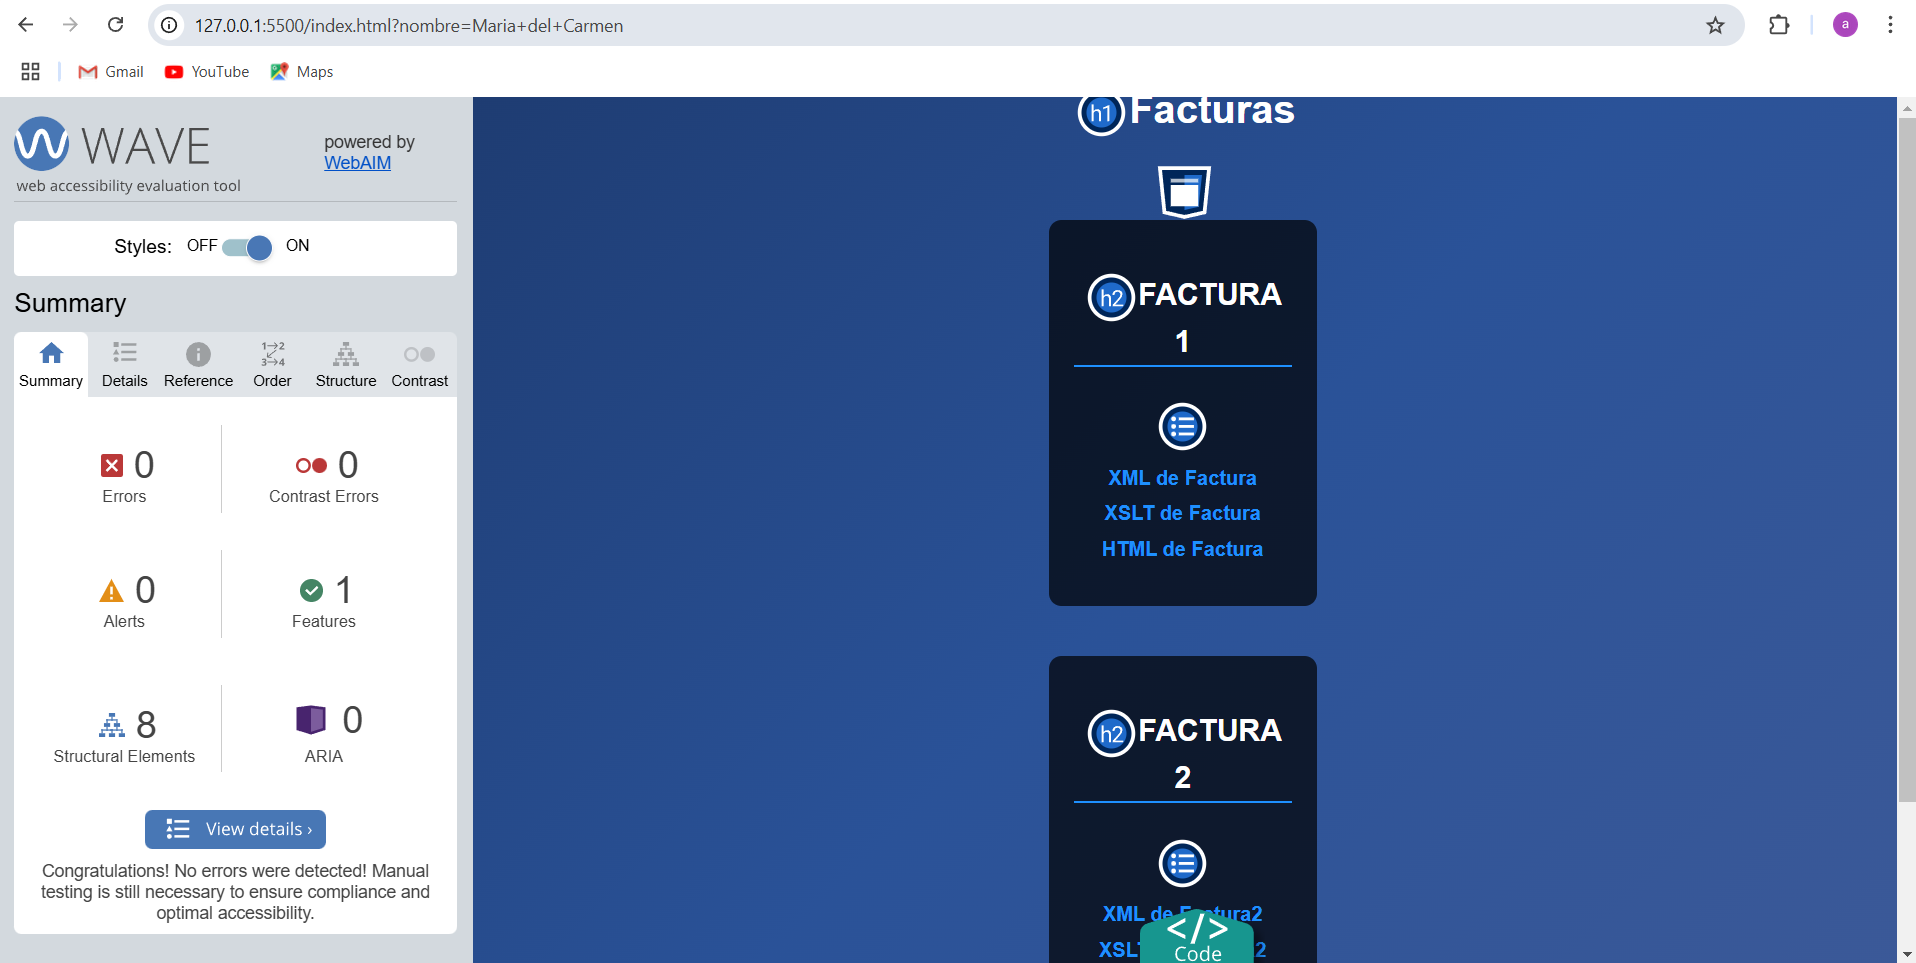 127.0.0.1:5500/index.html?nombre=Maria+del+Carmen
a
Gmail
YouTube
Maps
WAVE
web accessibility evaluation tool
powered by
WebAIM
Styles: OFF ON
Summary
Summary
Details
Reference
1→2
3→4
Order
Structure
Contrast
0
Errors
0
Contrast Errors
0
Alerts
1
Features
8
Structural Elements
0
ARIA
View details ›
Congratulations! No errors were detected! Manual
testing is still necessary to ensure compliance and
optimal accessibility.
h1 Facturas
h2 FACTURA
1
XML de Factura
XSLT de Factura
HTML de Factura
h2 FACTURA
2
XML de Factura2
</>
Code